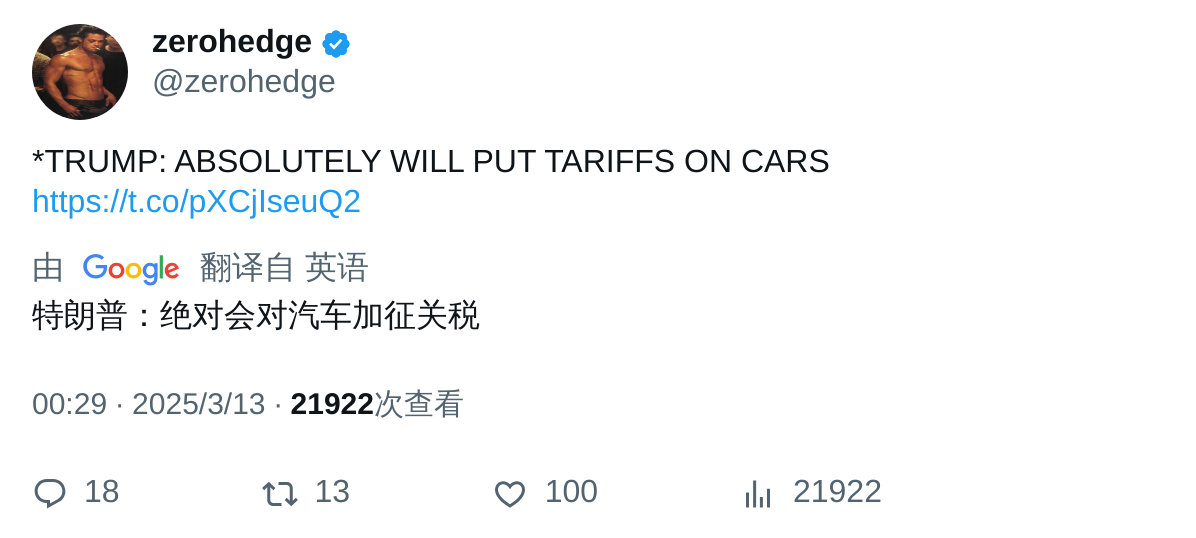 zerohedge
@zerohedge
*TRUMP: ABSOLUTELY WILL PUT TARIFFS ON CARS
https://t.co/pXCjIseuQ2
由 Google 翻译自 英语
特朗普：绝对会对汽车加征关税
00:29 · 2025/3/13 · 21922次查看
18 13 100 21922